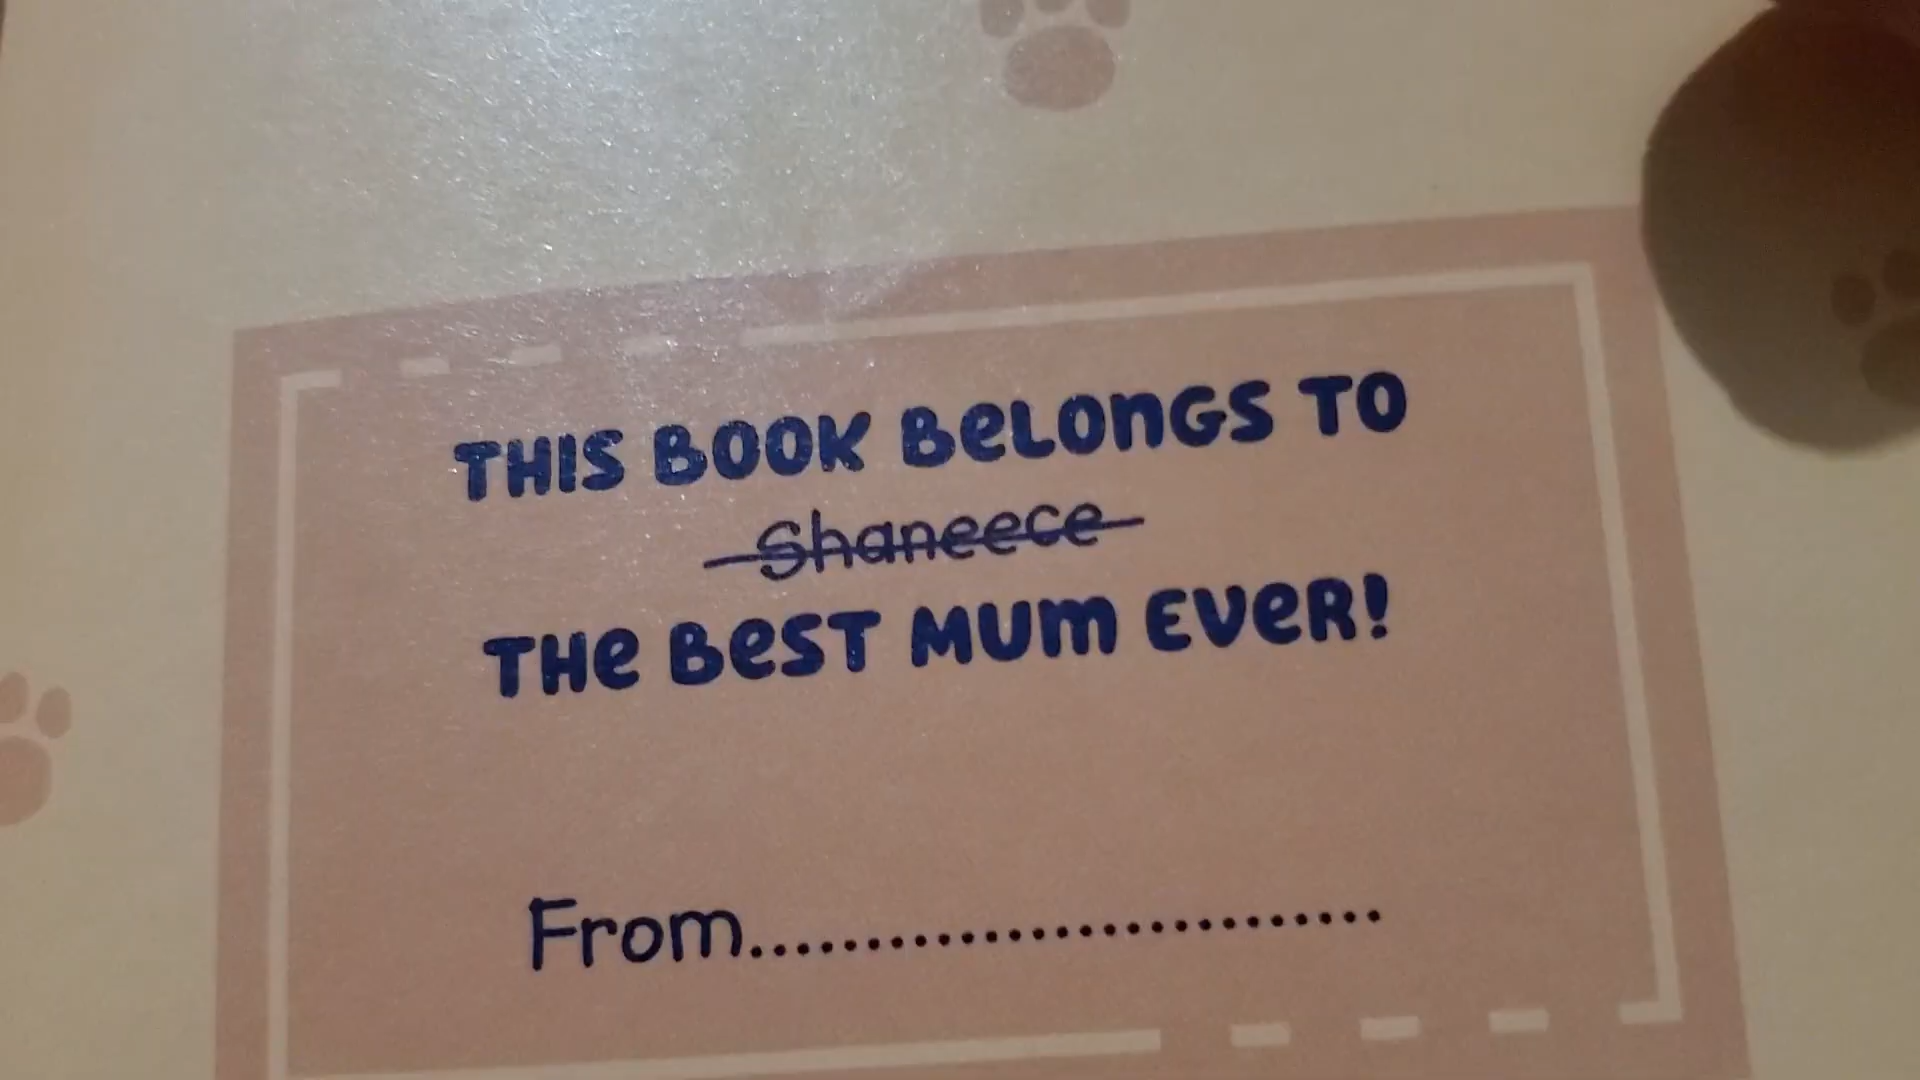 THIS BOOK BELONGS TO
Shaneece
THE BEST MUM EVER!
From...........................